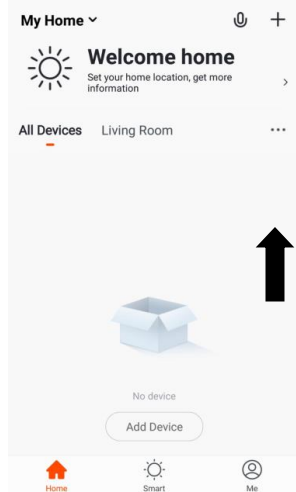 My Home
Welcome home
Set your home location, get more
information
All Devices Living Room
No device
Add Device
Home Smart Me